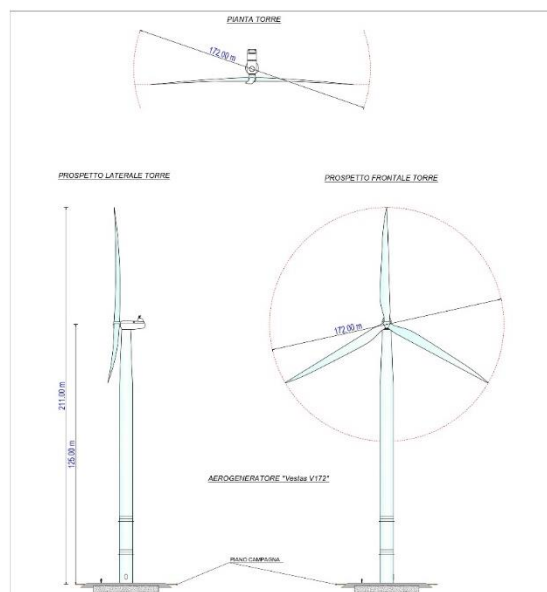 PIANTA TORRE
172.00 m
PROSPETTO LATERALE TORRE
PROSPETTO FRONTALE TORRE
172.00 m
211.00 m
125.00 m
AEROGENERATORE "Vestas V172"
PIANO CAMPAGNA